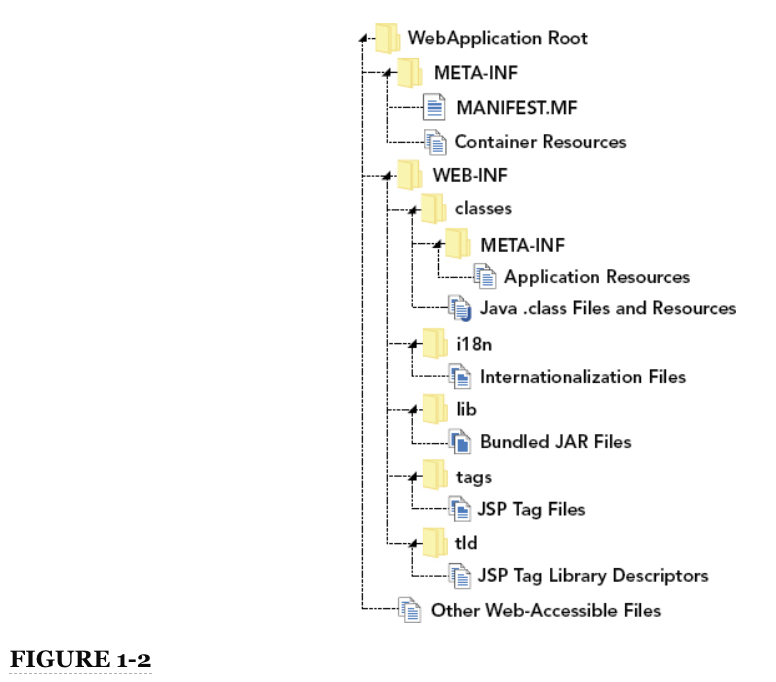 WebApplication Root
META-INF
MANIFEST.MF
Container Resources
WEB-INF
classes
META-INF
Application Resources
Java .class Files and Resources
i18n
Internationalization Files
lib
Bundled JAR Files
tags
JSP Tag Files
tld
JSP Tag Library Descriptors
Other Web-Accessible Files
FIGURE 1-2